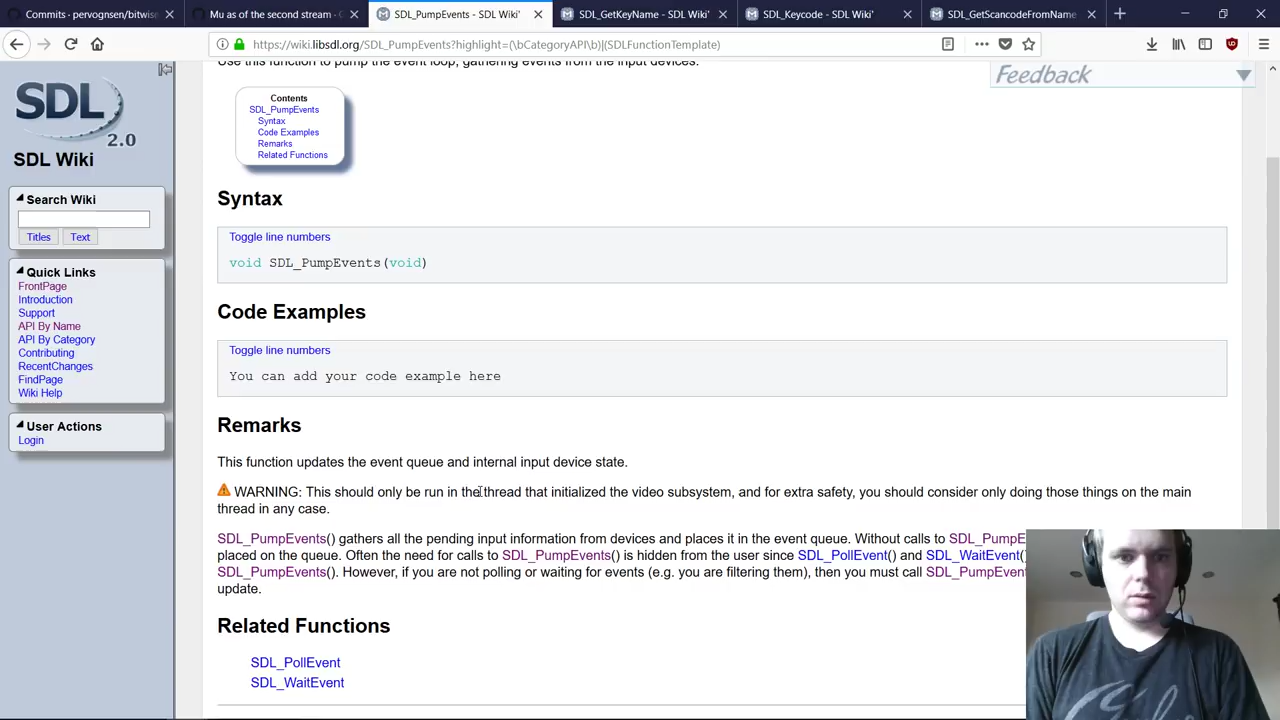 Commits - pervognsen/bitwise
Mu as of the second stream · G
SDL_PumpEvents - SDL Wiki'
SDL_GetKeyName - SDL Wiki'
SDL_Keycode - SDL Wiki'
SDL_GetScancodeFromName
https://wiki.libsdl.org/SDL_PumpEvents?highlight=(\bCategoryAPI\b)|(SDLFunctionTemplate)
SDL
2.0
SDL Wiki
Search Wiki
Titles
Text
Quick Links
FrontPage
Introduction
Support
API By Name
API By Category
Contributing
RecentChanges
FindPage
Wiki Help
User Actions
Login
Use this function to pump the event loop, gathering events from the input devices.
Feedback
Contents
SDL_PumpEvents
Syntax
Code Examples
Remarks
Related Functions
Syntax
Toggle line numbers
void SDL_PumpEvents(void)
Code Examples
Toggle line numbers
You can add your code example here
Remarks
This function updates the event queue and internal input device state.
WARNING: This should only be run in the thread that initialized the video subsystem, and for extra safety, you should consider only doing those things on the main
thread in any case.
SDL_PumpEvents() gathers all the pending input information from devices and places it in the event queue. Without calls to SDL_PumpE
placed on the queue. Often the need for calls to SDL_PumpEvents() is hidden from the user since SDL_PollEvent() and SDL_WaitEvent()
SDL_PumpEvents(). However, if you are not polling or waiting for events (e.g. you are filtering them), then you must call SDL_PumpEvent
update.
Related Functions
SDL_PollEvent
SDL_WaitEvent